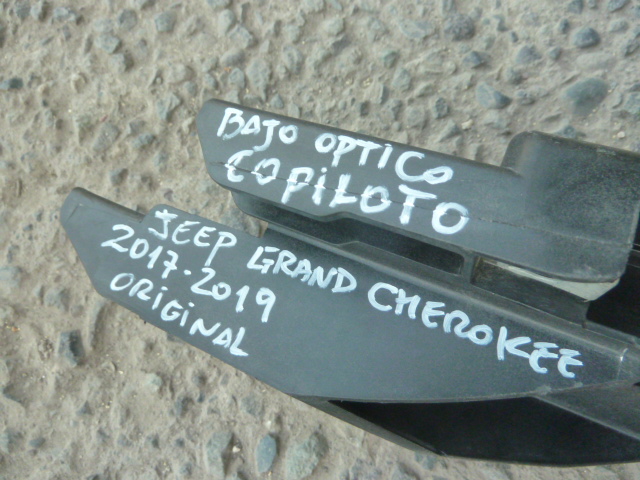 BAJO OPTICO
COPILOTO
JEEP GRAND CHEROKEE
2017-2019
ORIGINAL